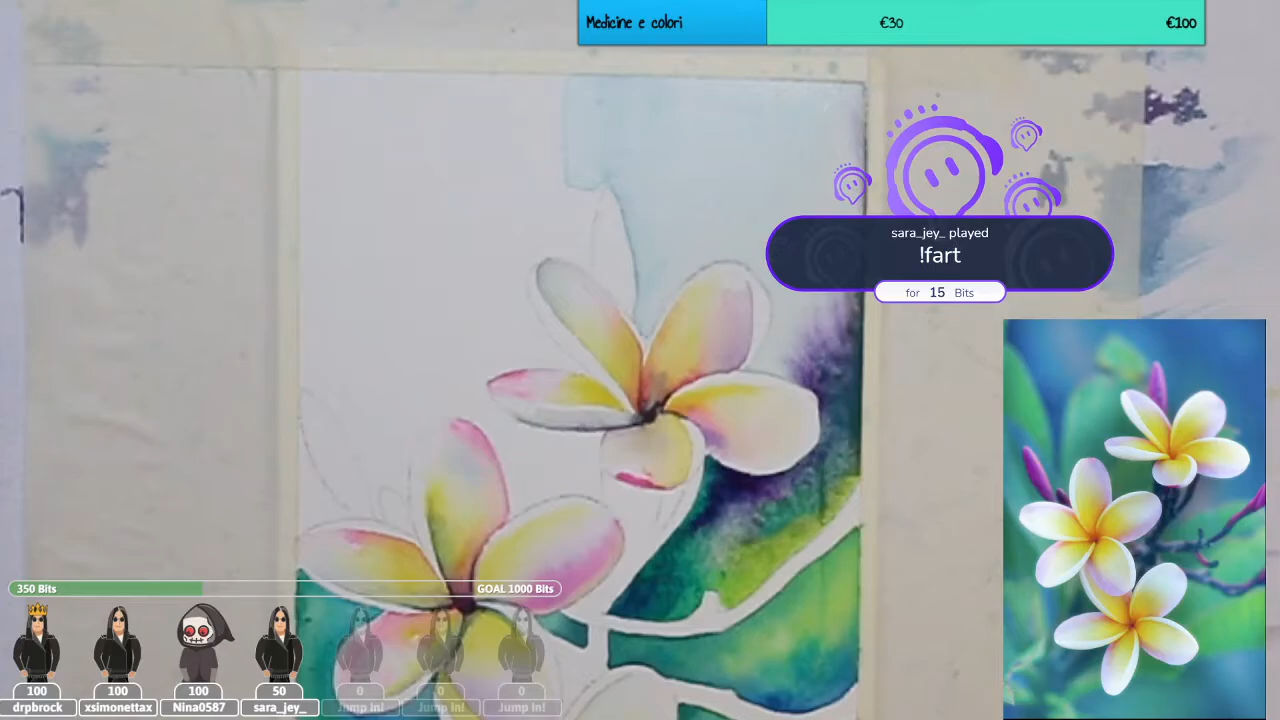 Medicine e colori €30 €100
sara_jey_ played
!fart
for 15 Bits
350 Bits GOAL 1000 Bits
100 100 100 50 0 0 0
drpbrock xsimonettax Nina0587 sara_jey_ Jump In! Jump In! Jump In!